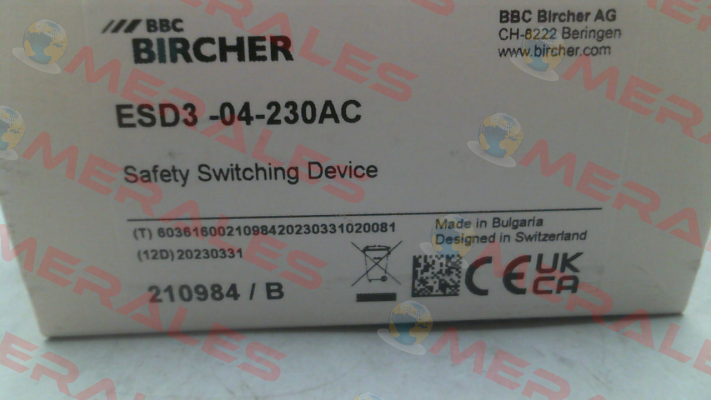 BBC
BIRCHER
BBC Bircher AG
CH-8222 Beringen
www.bircher.com
ESD3 -04-230AC
Safety Switching Device
(T) 6036160021098420230331020081
(12D) 20230331
Made in Bulgaria
Designed in Switzerland
210984 / B
CE
UK
CA
MERALES
MERALES
MERALES
MERALES
MERALES